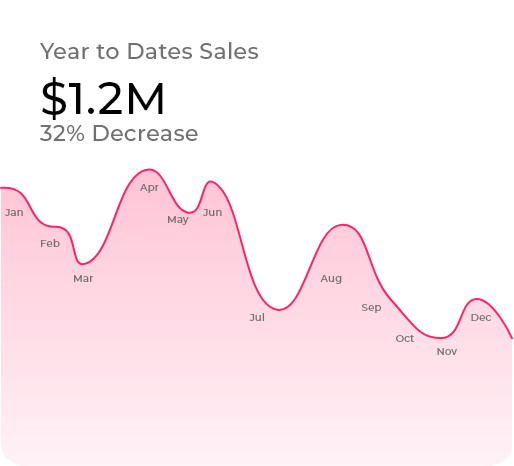 Year to Dates Sales
$1.2M
32% Decrease
Jan
Feb
Mar
Apr
May
Jun
Jul
Aug
Sep
Oct
Nov
Dec